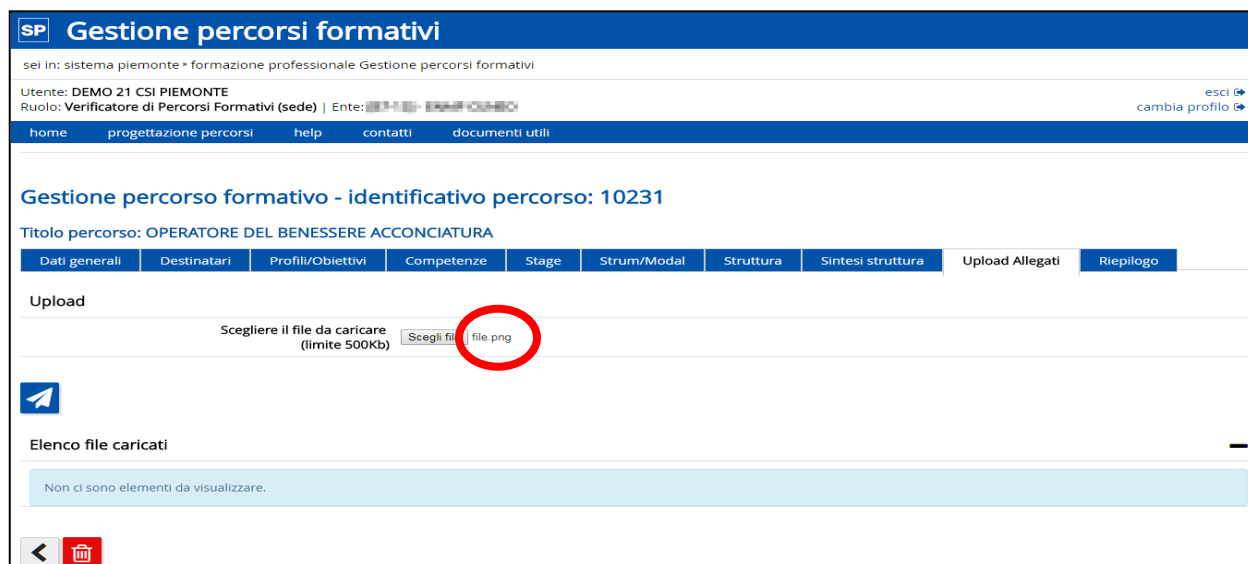 SP Gestione percorsi formativi
sei in: sistema piemonte » formazione professionale Gestione percorsi formativi
Utente: DEMO 21 CSI PIEMONTE
esci
Ruolo: Verificatore di Percorsi Formativi (sede) | Ente:
cambia profilo
home progettazione percorsi help contatti documenti utili
Gestione percorso formativo - identificativo percorso: 10231
Titolo percorso: OPERATORE DEL BENESSERE ACCONCIATURA
Dati generali Destinatari Profili/Obiettivi Competenze Stage Strum/Modal Struttura Sintesi struttura Upload Allegati Riepilogo
Upload
Scegliere il file da caricare
(limite 500Kb)
Scegli file file.png
Elenco file caricati
Non ci sono elementi da visualizzare.